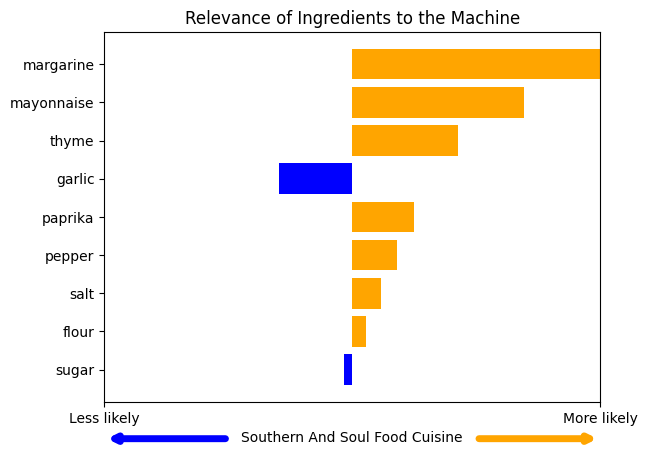 Relevance of Ingredients to the Machine
margarine
mayonnaise
thyme
garlic
paprika
pepper
salt
flour
sugar
Less likely
More likely
Southern And Soul Food Cuisine